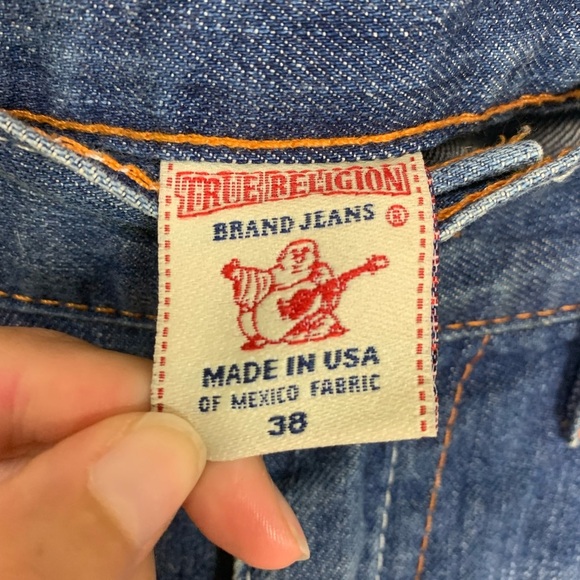 TRUE RELIGION
BRAND JEANS ®
MADE IN USA
OF MEXICO FABRIC
38